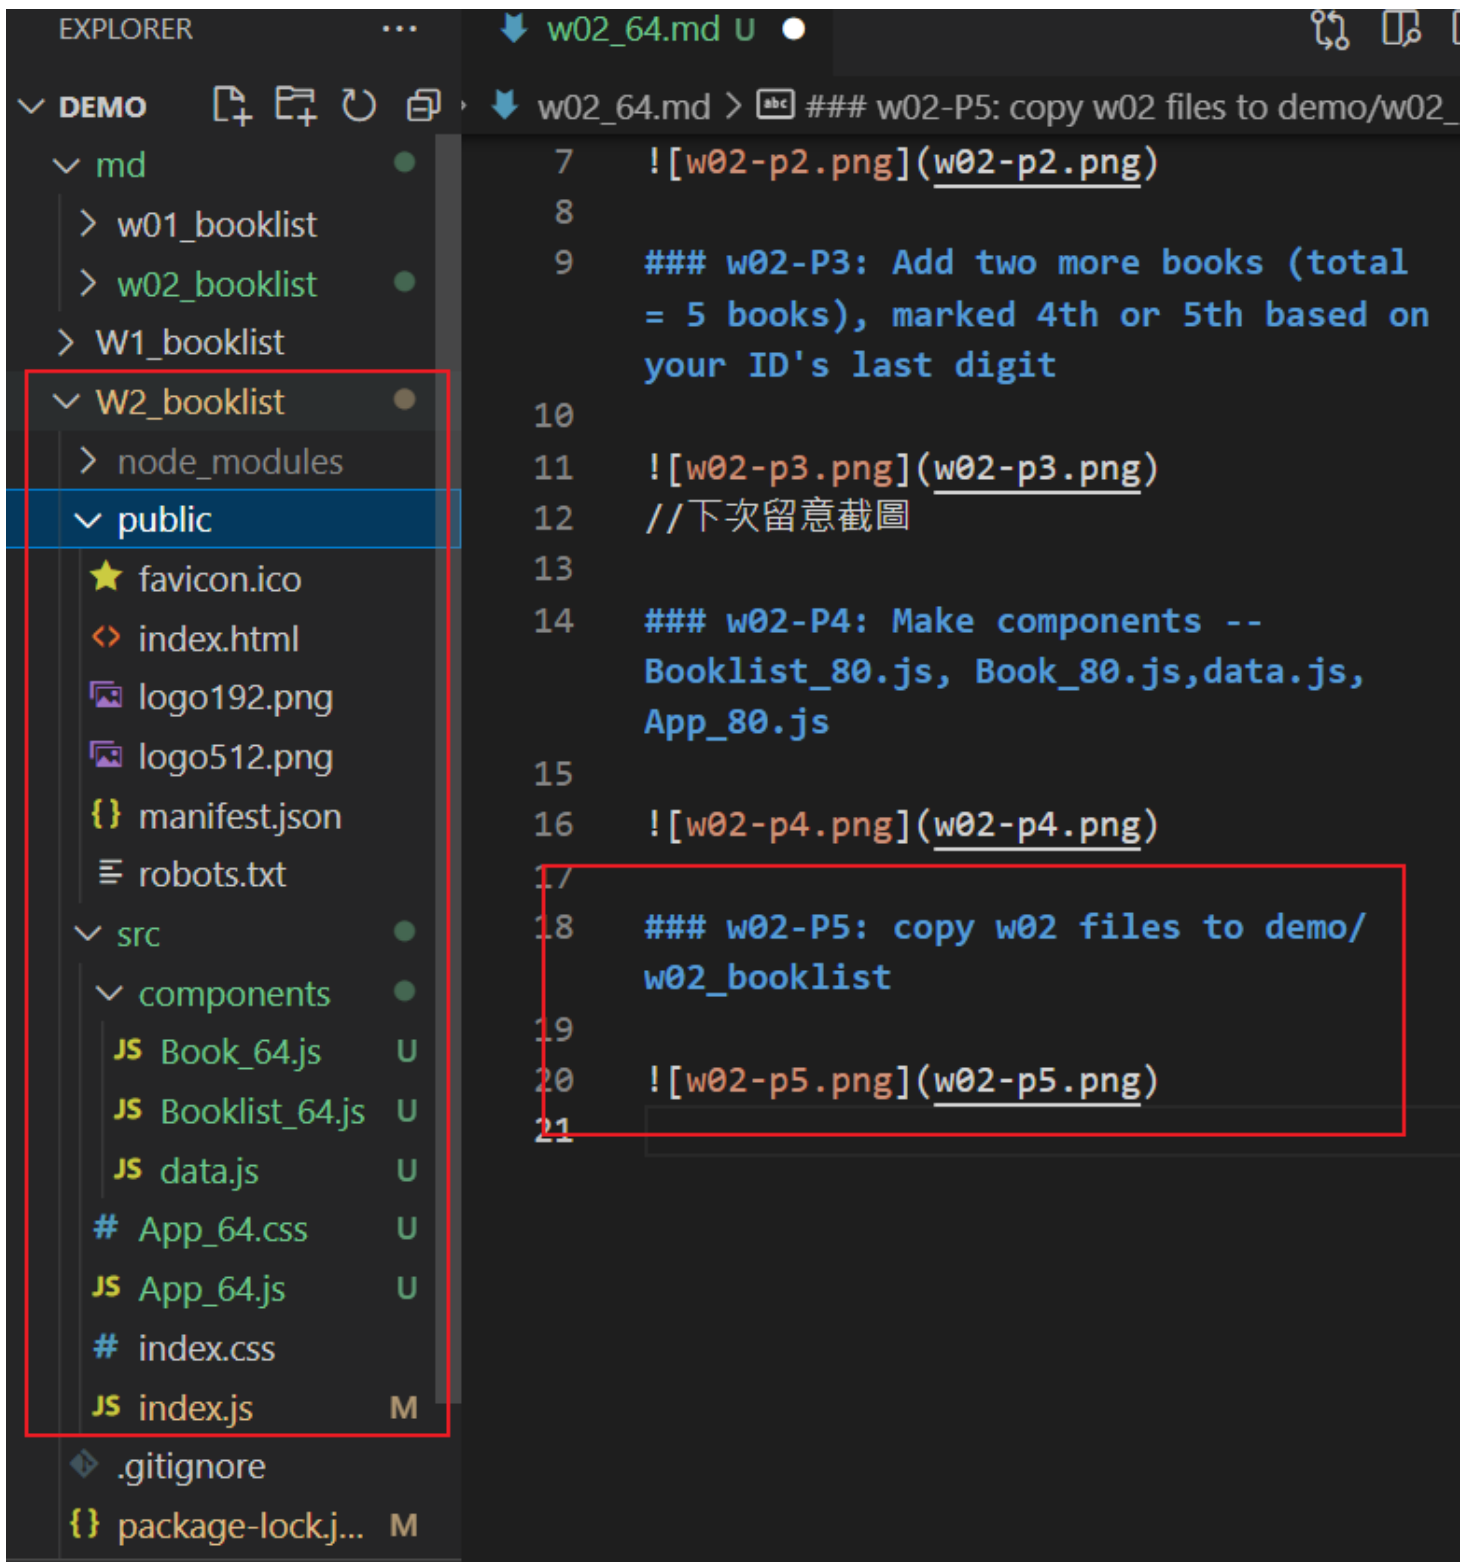 EXPLORER ...
DEMO
md
w01_booklist
w02_booklist
W1_booklist
W2_booklist
node_modules
public
favicon.ico
index.html
logo192.png
logo512.png
manifest.json
robots.txt
src
components
JS Book_64.js U
JS Booklist_64.js U
JS data.js U
# App_64.css U
JS App_64.js U
# index.css
JS index.js M
.gitignore
{} package-lock.j... M
w02_64.md U
w02_64.md > abc ### w02-P5: copy w02 files to demo/w02_
7 ![w02-p2.png](w02-p2.png)
8
9 ### w02-P3: Add two more books (total
= 5 books), marked 4th or 5th based on
your ID's last digit
10
11 ![w02-p3.png](w02-p3.png)
12 //下次留意截圖
13
14 ### w02-P4: Make components --
Booklist_80.js, Book_80.js,data.js,
App_80.js
15
16 ![w02-p4.png](w02-p4.png)
17
18 ### w02-P5: copy w02 files to demo/
w02_booklist
19
20 ![w02-p5.png](w02-p5.png)
21